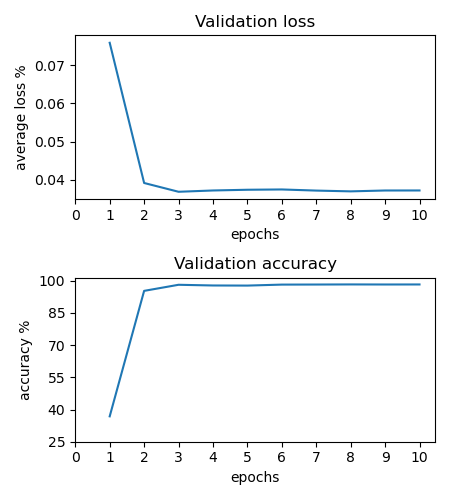 Validation loss
average loss %
0.07
0.06
0.05
0.04
0 1 2 3 4 5 6 7 8 9 10
epochs
Validation accuracy
accuracy %
100
85
70
55
40
25
0 1 2 3 4 5 6 7 8 9 10
epochs